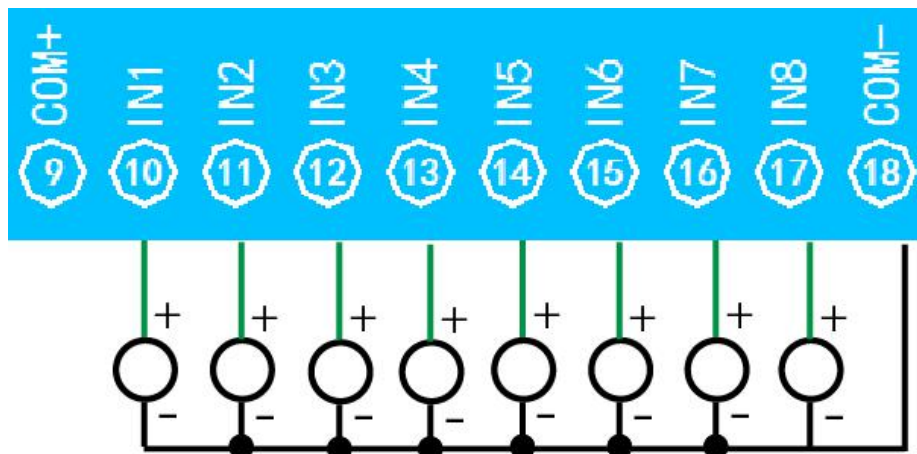 COM+ IN1 IN2 IN3 IN4 IN5 IN6 IN7 IN8 COM-
9 10 11 12 13 14 15 16 17 18
+ + + + + + + +
- - - - - - - -